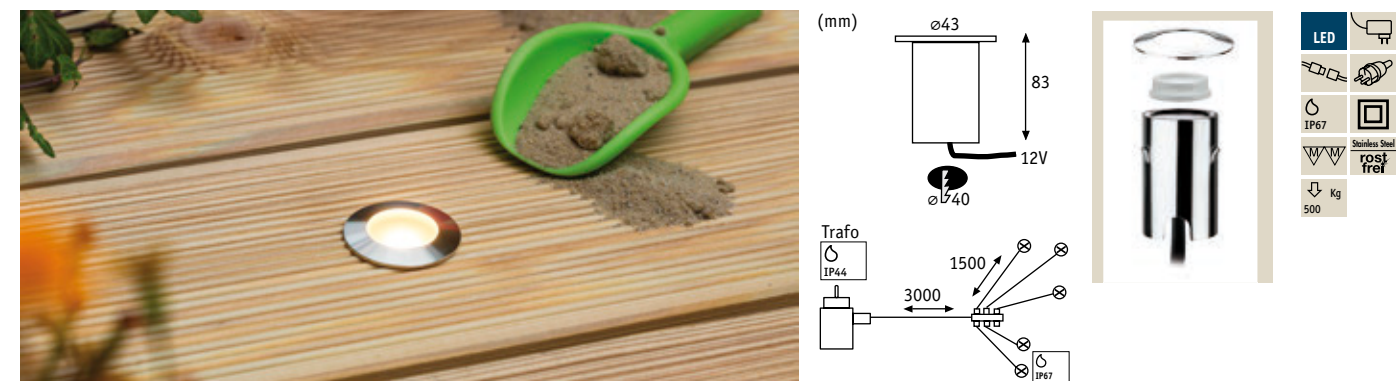 (mm)
⌀43
83
12V
⌀ 40
Trafo
IP44
3000
1500
IP67
LED
IP67
M M
Stainless Steel
rost
frei
Kg
500